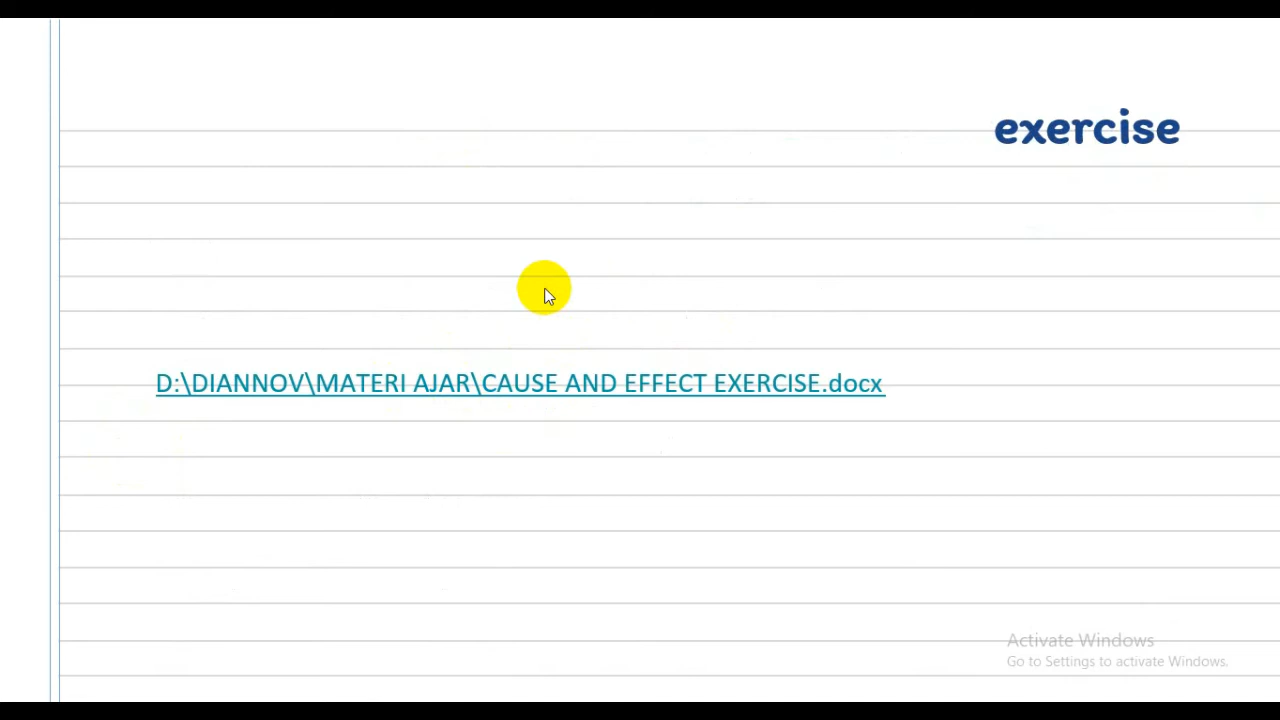 exercise
D:\DIANNOV\MATERI AJAR\CAUSE AND EFFECT EXERCISE.docx
Activate Windows
Go to Settings to activate Windows.